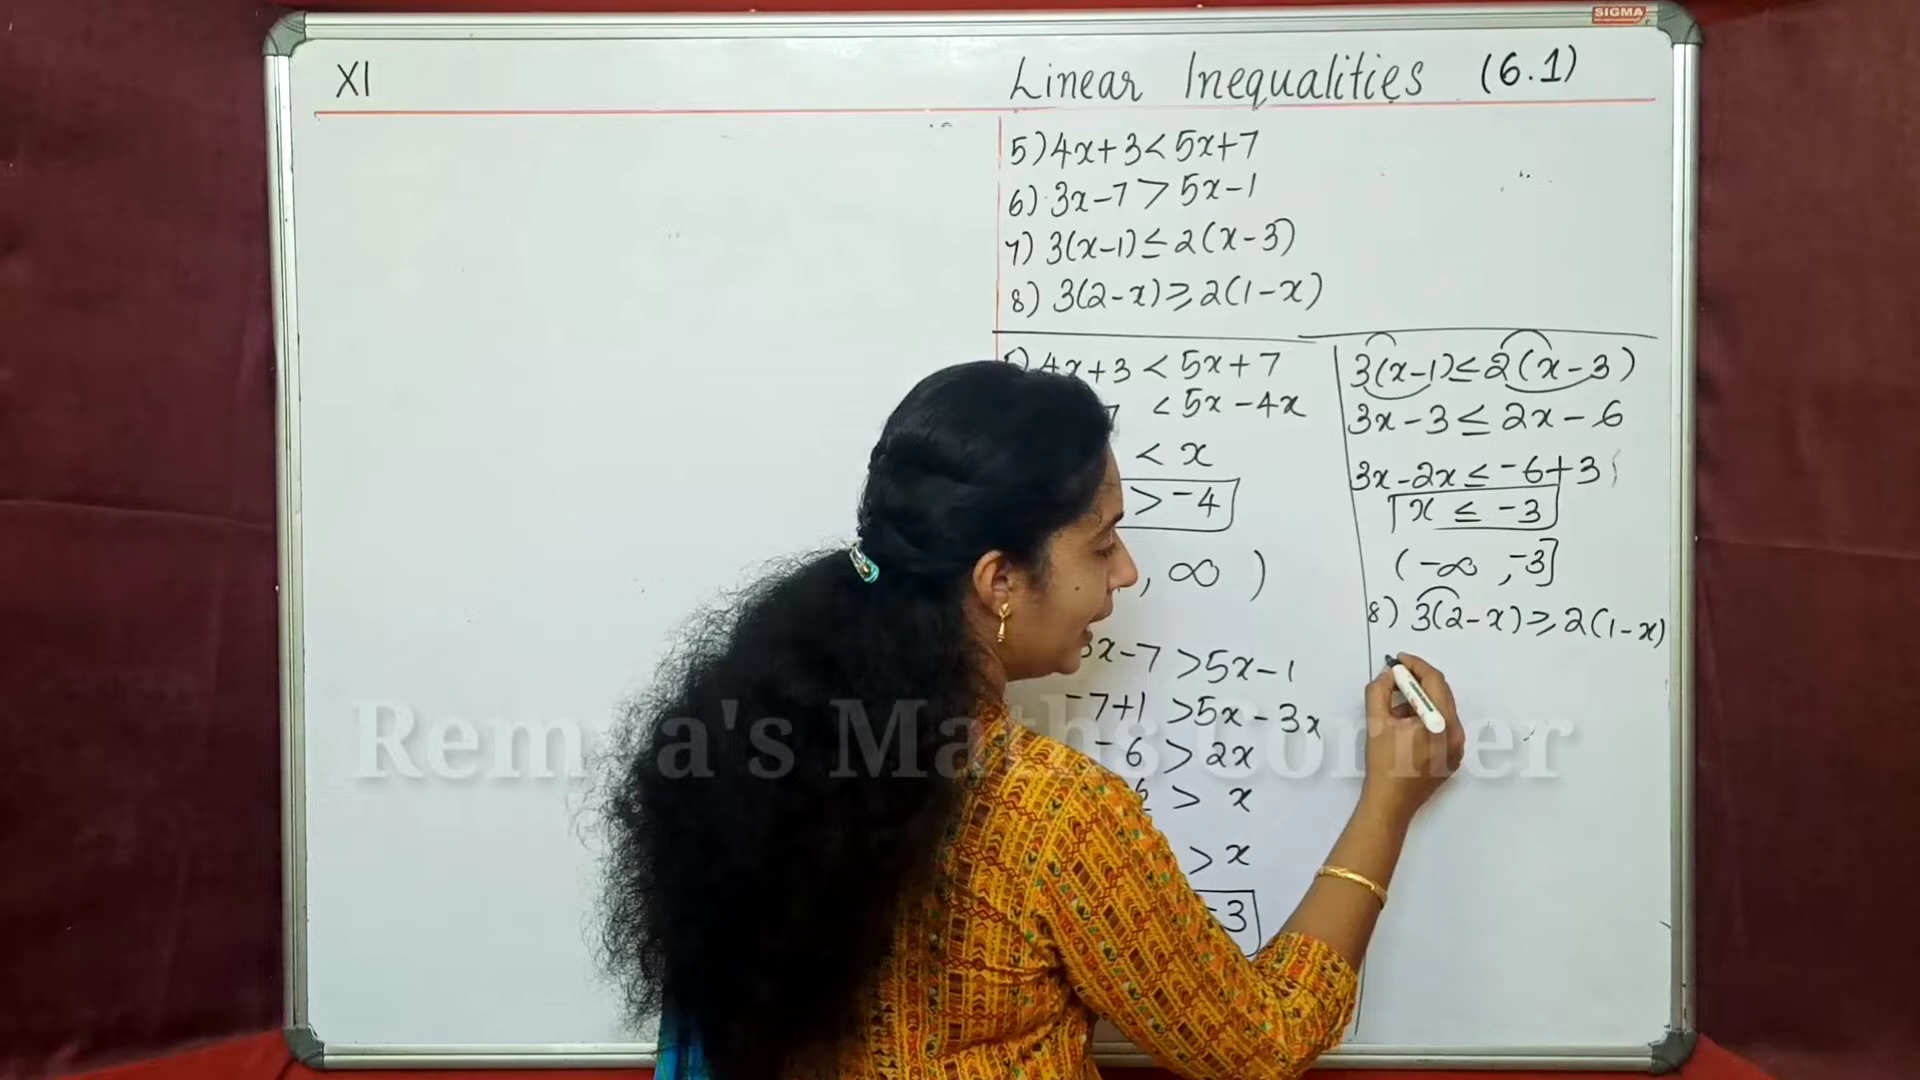 SIGMA
XI
Linear Inequalities (6.1)
5) 4x+3<5x+7
6) 3x-7>5x-1
7) 3(x-1)≤2(x-3)
8) 3(2-x)≥2(1-x)
4x+3<5x+7
<5x-4x
<x
>-4
,∞)
3x-7>5x-1
-7+1>5x-3x
-6>2x
>x
>x
-3
3(x-1)≤2(x-3)
3x-3≤2x-6
3x-2x≤-6+3
x≤-3
(-∞,-3]
8) 3(2-x)≥2(1-x)
Remya's Maths Corner